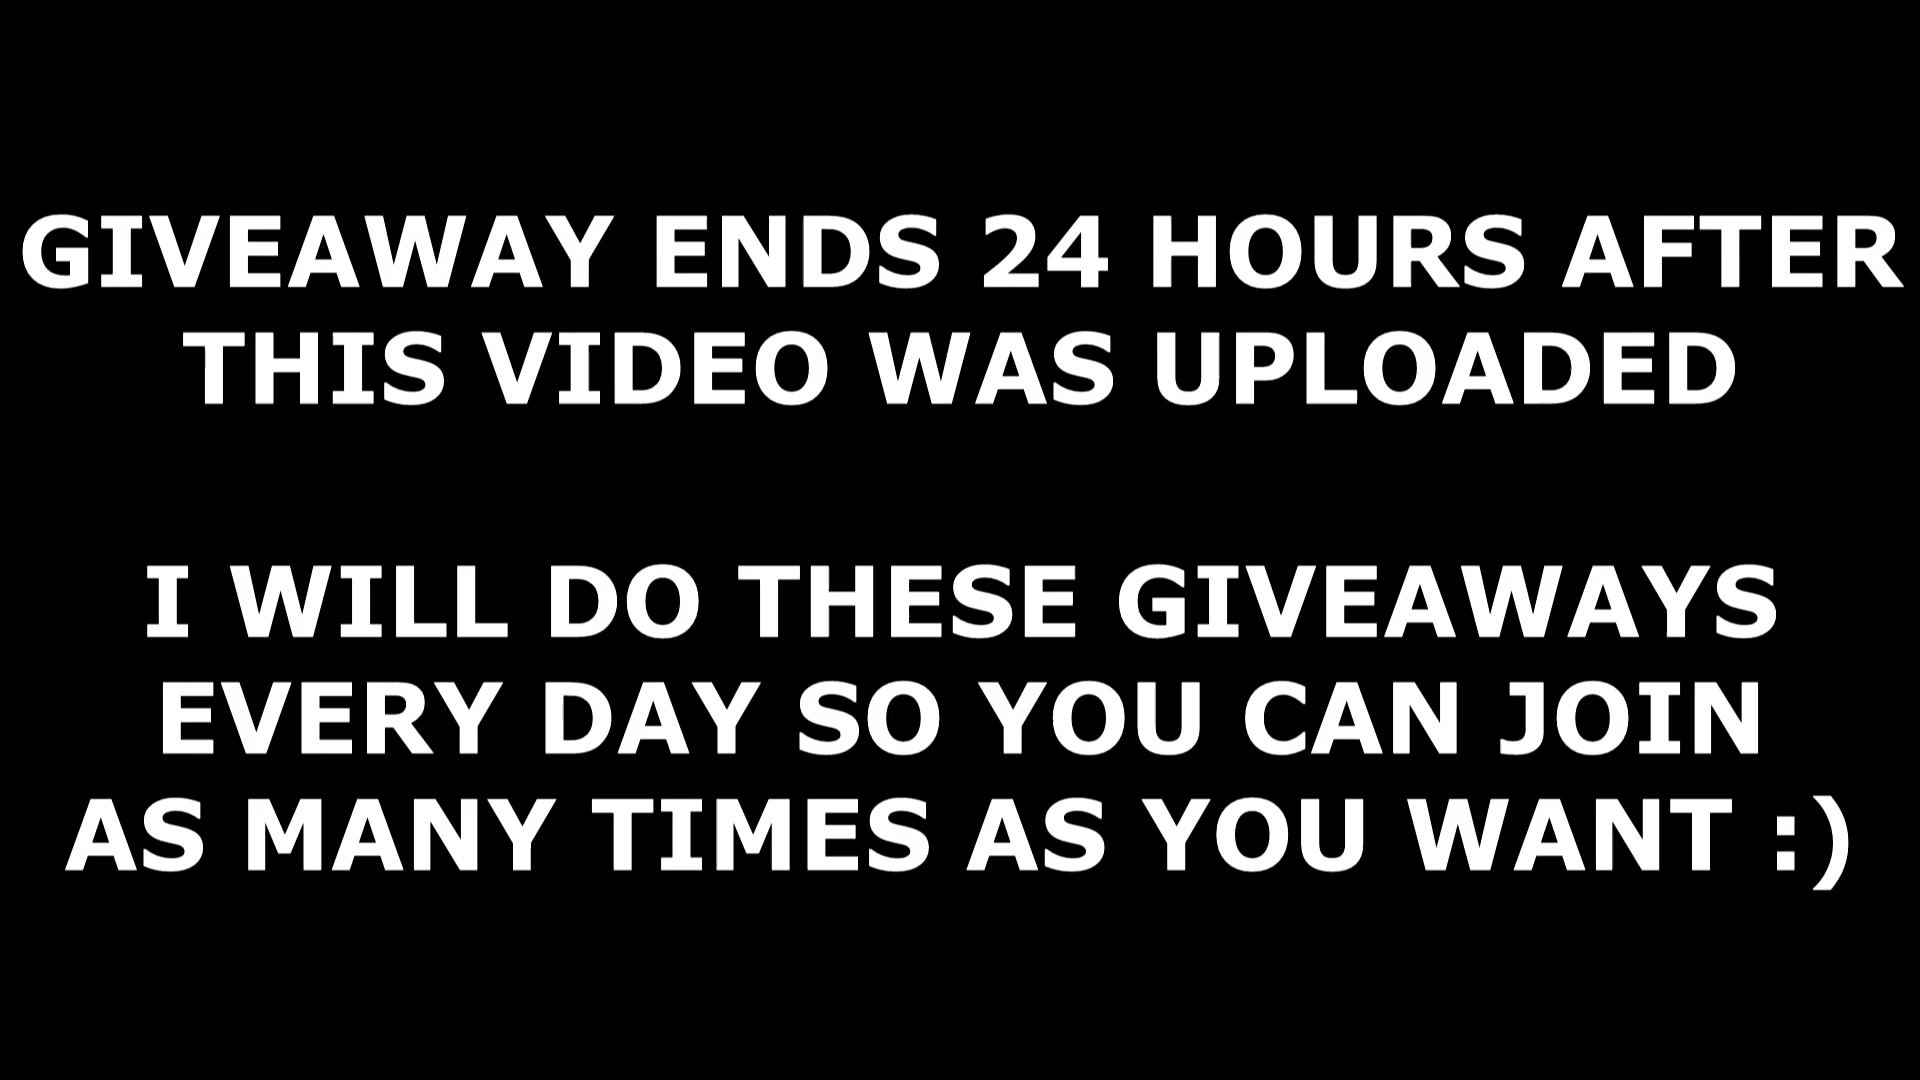 GIVEAWAY ENDS 24 HOURS AFTER
THIS VIDEO WAS UPLOADED
I WILL DO THESE GIVEAWAYS
EVERY DAY SO YOU CAN JOIN
AS MANY TIMES AS YOU WANT :)